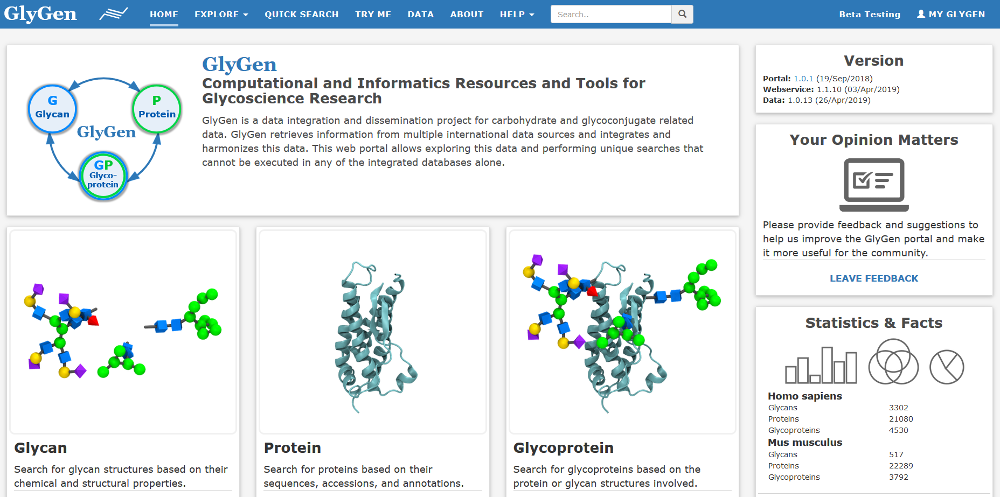 GlyGen
HOME
EXPLORE
QUICK SEARCH
TRY ME
DATA
ABOUT
HELP
Search..
Beta Testing
MY GLYGEN
G
Glycan
P
Protein
GlyGen
GP
Glyco-
protein
GlyGen
Computational and Informatics Resources and Tools for
Glycoscience Research
GlyGen is a data integration and dissemination project for carbohydrate and glycoconjugate related
data. GlyGen retrieves information from multiple international data sources and integrates and
harmonizes this data. This web portal allows exploring this data and performing unique searches that
cannot be executed in any of the integrated databases alone.
Glycan
Search for glycan structures based on their
chemical and structural properties.
Protein
Search for proteins based on their
sequences, accessions, and annotations.
Glycoprotein
Search for glycoproteins based on the
protein or glycan structures involved.
Version
Portal: 1.0.1 (19/Sep/2018)
Webservice: 1.1.10 (03/Apr/2019)
Data: 1.0.13 (26/Apr/2019)
Your Opinion Matters
Please provide feedback and suggestions to
help us improve the GlyGen portal and make
it more useful for the community.
LEAVE FEEDBACK
Statistics & Facts
Homo sapiens
Glycans 3302
Proteins 21080
Glycoproteins 4530
Mus musculus
Glycans 517
Proteins 22289
Glycoproteins 3792